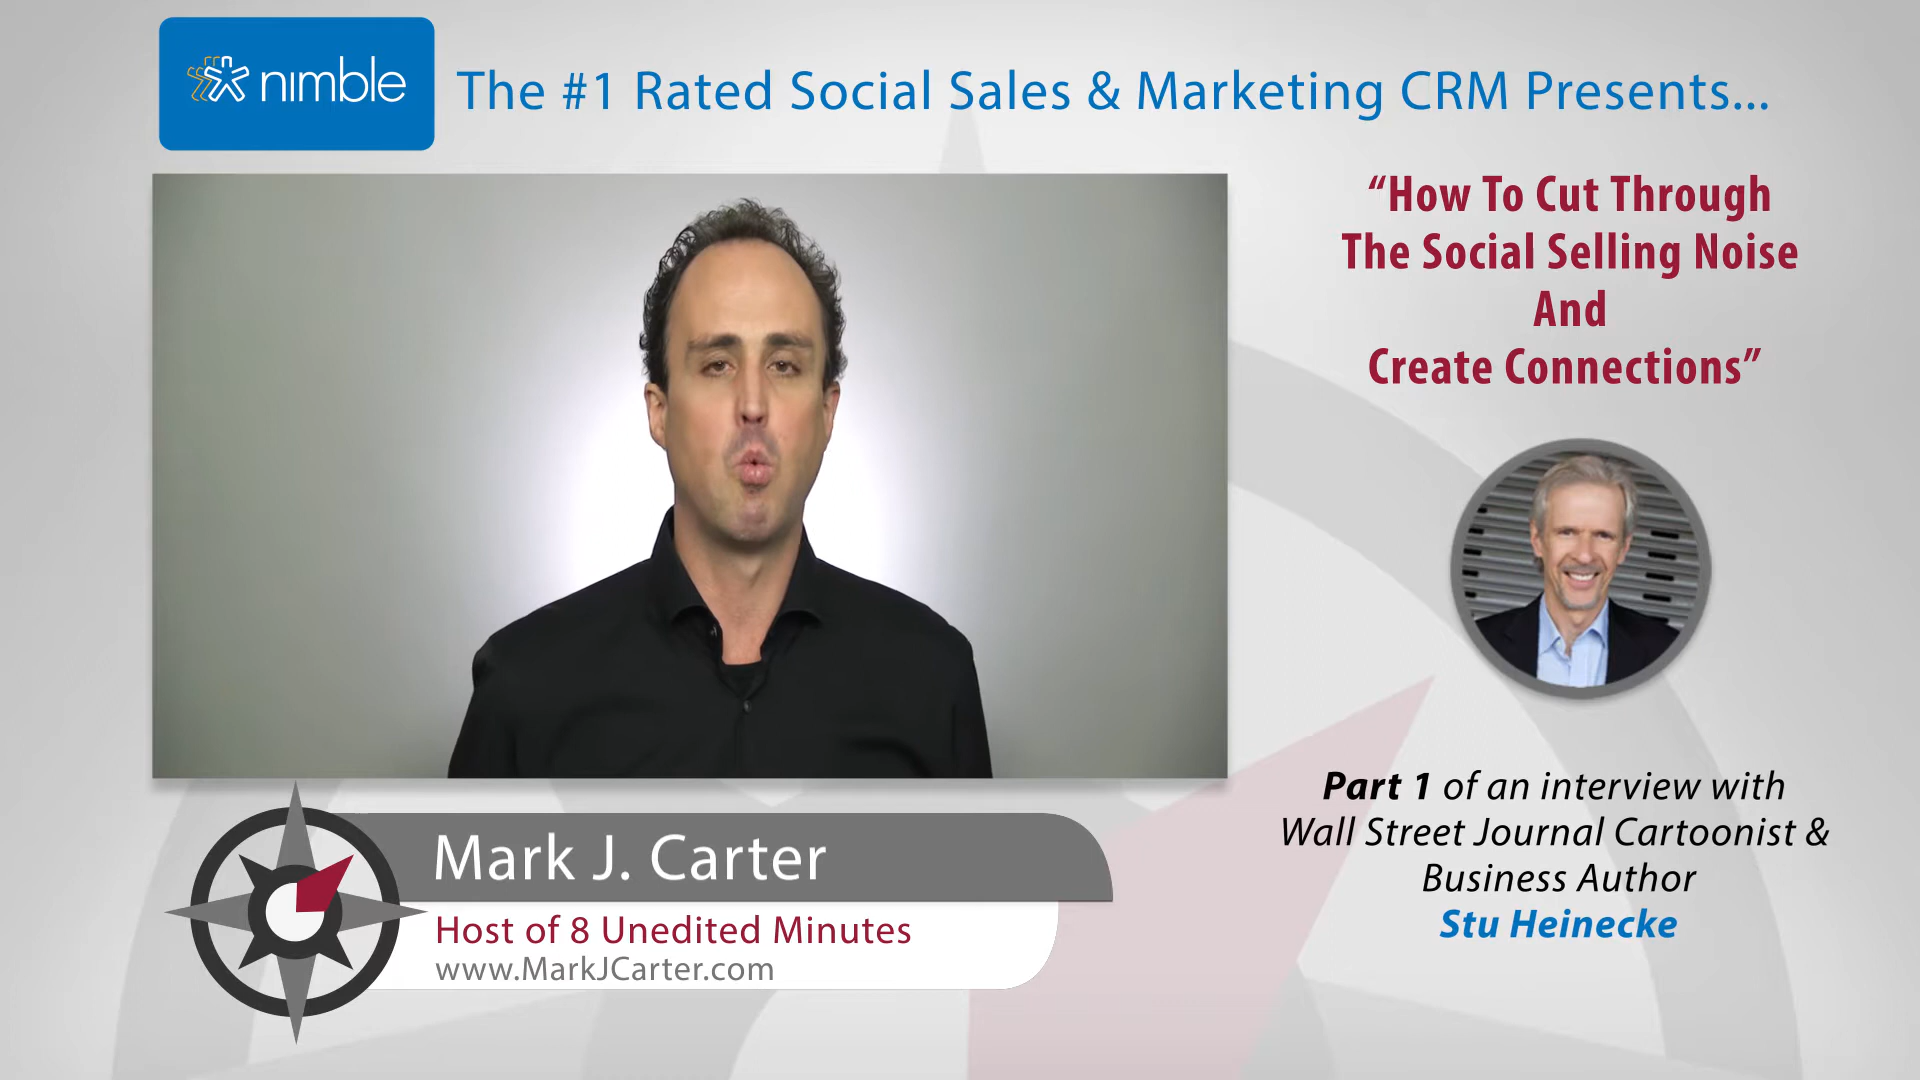 nimble
The #1 Rated Social Sales & Marketing CRM Presents...
“How To Cut Through
The Social Selling Noise
And
Create Connections”
Part 1 of an interview with
Wall Street Journal Cartoonist &
Business Author
Stu Heinecke
Mark J. Carter
Host of 8 Unedited Minutes
www.MarkJCarter.com